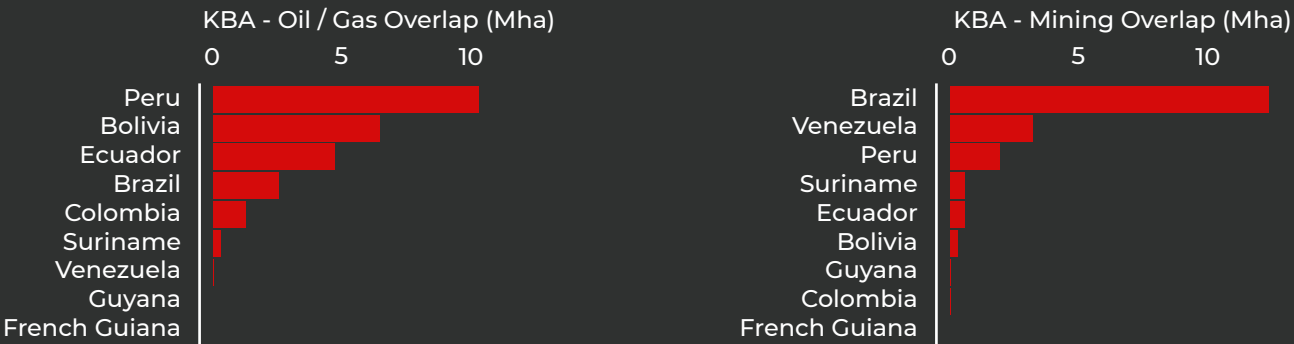 KBA - Oil / Gas Overlap (Mha)
0 5 10
Peru
Bolivia
Ecuador
Brazil
Colombia
Suriname
Venezuela
Guyana
French Guiana
KBA - Mining Overlap (Mha)
0 5 10
Brazil
Venezuela
Peru
Suriname
Ecuador
Bolivia
Guyana
Colombia
French Guiana